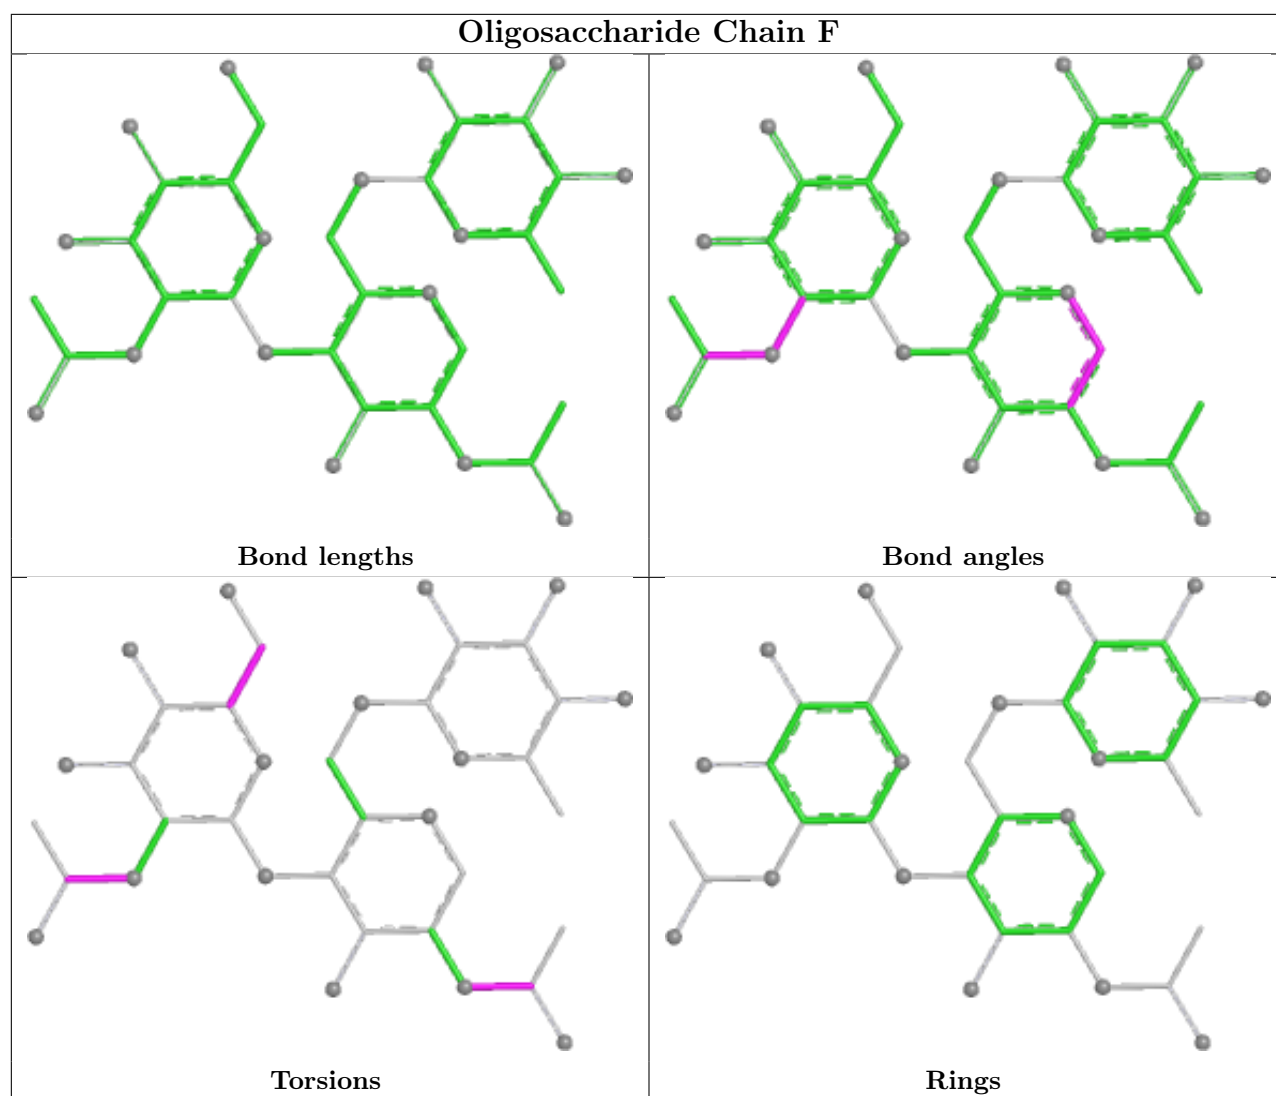 Oligosaccharide Chain F
Bond lengths
Bond angles
Torsions
Rings